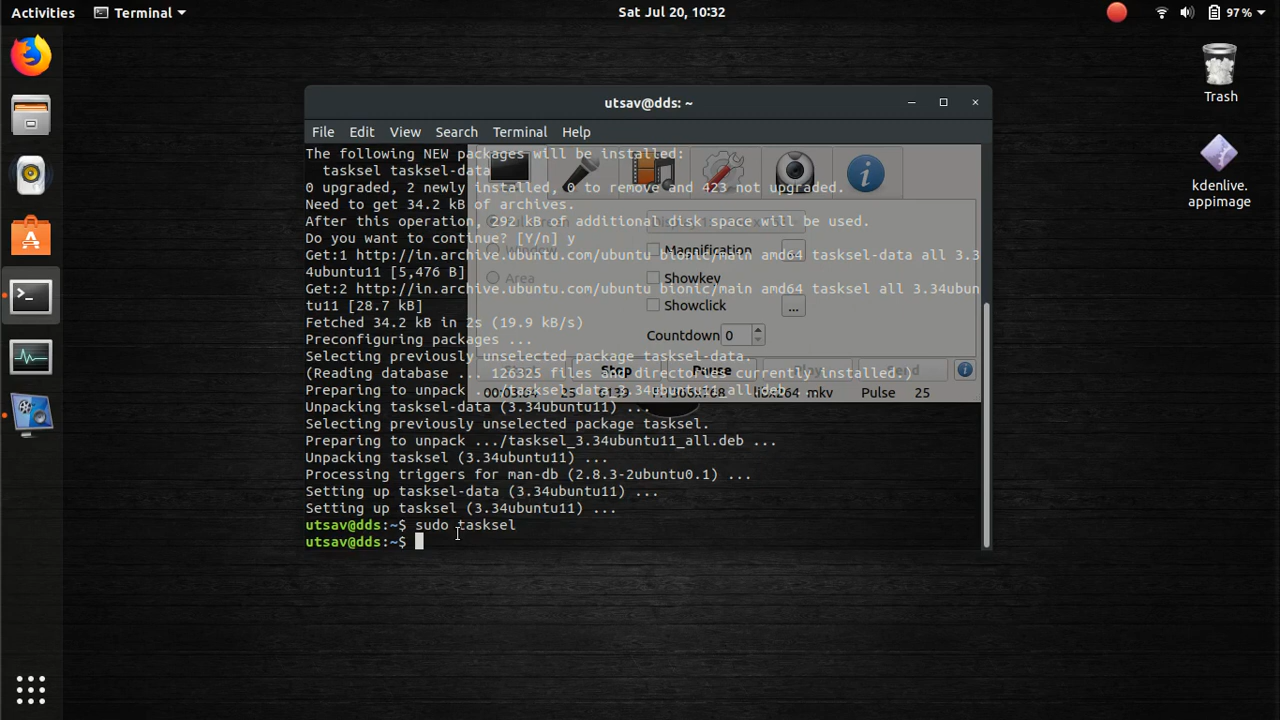 Activities
Terminal
Sat Jul 20, 10:32
97%
Trash
kdenlive.
appimage
utsav@dds: ~
File Edit View Search Terminal Help
The following NEW packages will be installed:
tasksel tasksel-data
0 upgraded, 2 newly installed, 0 to remove and 423 not upgraded.
Need to get 34.2 kB of archives.
After this operation, 292 kB of additional disk space will be used.
Do you want to continue? [Y/n] y
Get:1 http://in.archive.ubuntu.com/ubuntu bionic/main amd64 tasksel-data all 3.3
4ubuntu11 [5,476 B]
Get:2 http://in.archive.ubuntu.com/ubuntu bionic/main amd64 tasksel all 3.34ubun
tu11 [28.7 kB]
Fetched 34.2 kB in 2s (19.9 kB/s)
Preconfiguring packages ...
Selecting previously unselected package tasksel-data.
(Reading database ... files and directories currently installed.)
Preparing to unpack .../tasksel-data_3.34ubuntu11_all.deb ...
Unpacking tasksel-data (3.34ubuntu11) ...
Selecting previously unselected package tasksel.
Preparing to unpack .../tasksel_3.34ubuntu11_all.deb ...
Unpacking tasksel (3.34ubuntu11) ...
Processing triggers for man-db (2.8.3-2ubuntu0.1) ...
Setting up tasksel-data (3.34ubuntu11) ...
Setting up tasksel (3.34ubuntu11) ...
utsav@dds:~$ sudo tasksel
utsav@dds:~$
Area
Magnification
Showkey
Showclick
...
Countdown 0
Stop
Pause
25
libx264
mkv
Pulse
25